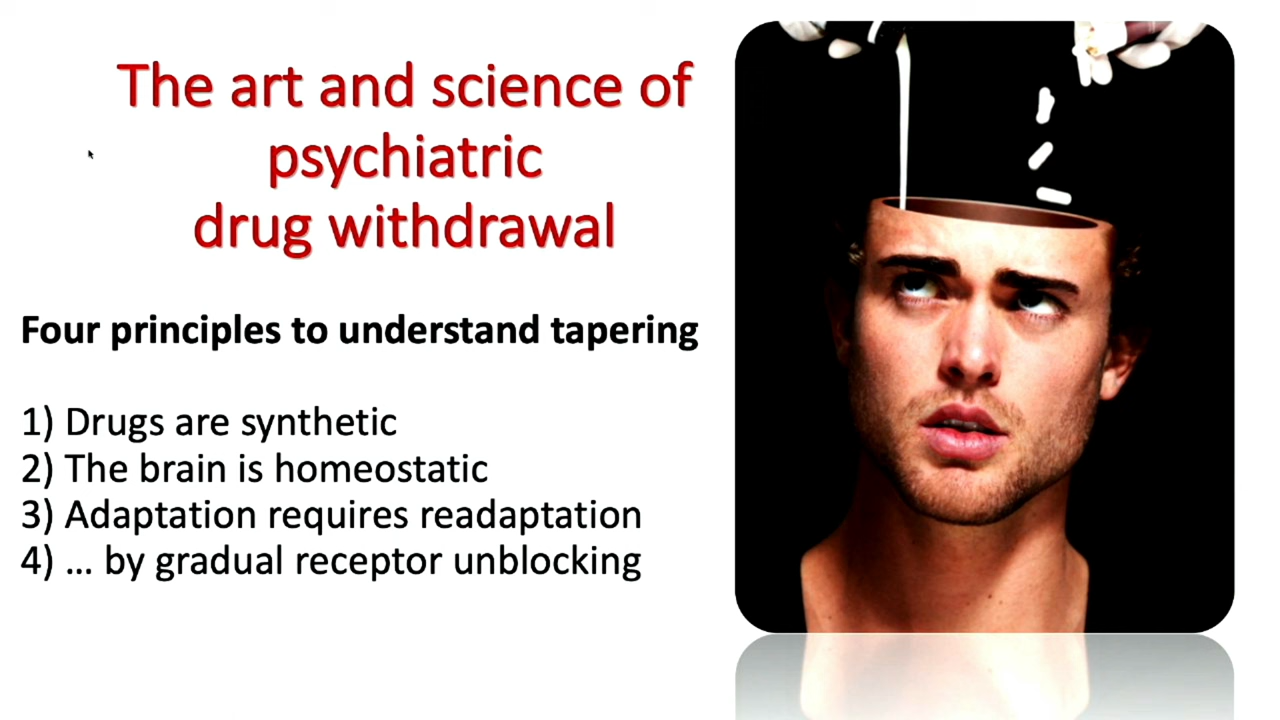 The art and science of
psychiatric
drug withdrawal
Four principles to understand tapering
1) Drugs are synthetic
2) The brain is homeostatic
3) Adaptation requires readaptation
4) … by gradual receptor unblocking